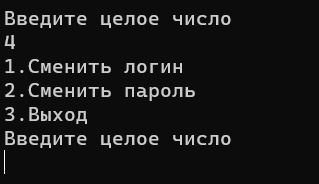 Введите целое число
4
1.Сменить логин
2.Сменить пароль
3.Выход
Введите целое число